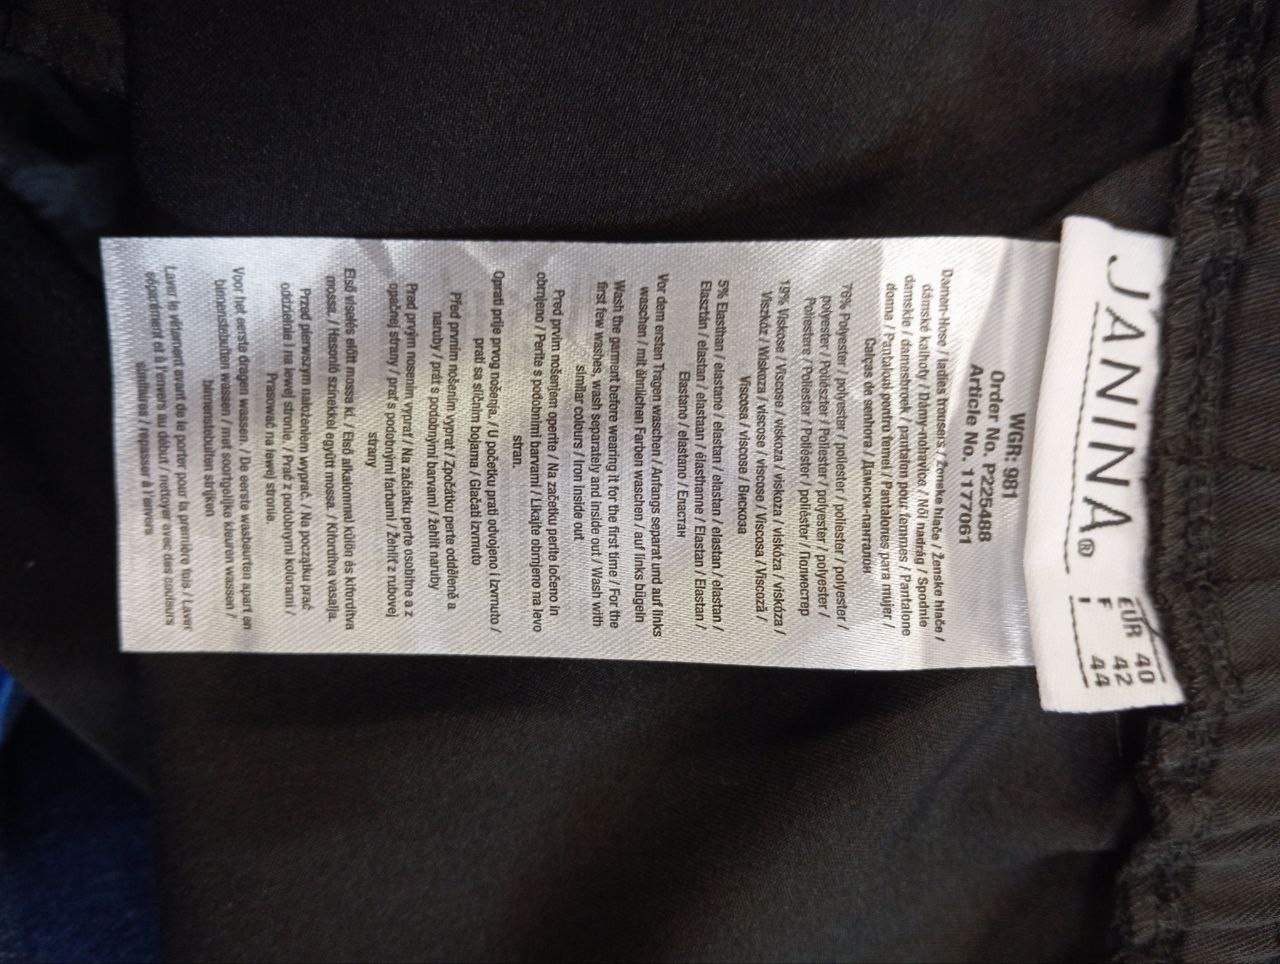 JANINA®
EUR 40
F 42
I 44
WGR: 981
Order No. P225488
Article No. 1177061
Damen-Hose / ladies trousers / Ženske hlače / Ženske hlače /
dámské kalhoty / Dámy-nohavice / Női nadrág / Spodnie
damskie / damesbroek / pantalon pour femmes / Pantalone
donna / Pantaloni pentru femei / Pantalones para mujer /
Calças de senhora / Дамски-панталон
76% Polyester / polyester / poliester / poliester / polyester /
polyester / Poliészter / Poliester / polyester / polyester /
Poliestere / Poliester / Poliéster / poliéster / Полиестер
19% Viskose / Viscose / viskoza / viskoza / viskóza / viskóza /
Viszkóz / Wiskoza / viscose / viscose / Viscosa / Viscoză /
Viscosa / viscose / Вискоза
5% Elasthan / elastane / elastan / elastan / elastan / elastan /
Elasztán / elastan / elastaan / élasthanne / Elastan / Elastan /
Elastano / elastano / Еластан
Vor dem ersten Tragen waschen / Anfangs separat und auf links
waschen / mit ähnlichen Farben waschen / auf links bügeln
Wash the garment before wearing it for the first time / For the
first few washes, wash separately and inside out / Wash with
similar colours / Iron inside out
Pred prvim nošenjem operite / Na začetku perite ločeno in
obrnjeno / Perite s podobnimi barvami / Likajte obrnjeno na levo
stran.
Oprati prije prvog nošenja. / U početku prati odvojeno i izvrnuto /
prati sa sličnim bojama / Glačati izvrnuto
Před prvním nošením vyprat / Zpočátku perte odděleně a
naruby / prát s podobnými barvami / žehlit naruby
Pred prvým nosením vyprať / Na začiatku perte osobitne a z
opačnej strany / prať s podobnými farbami / žehliť z rubovej
strany
Első viselés előtt mossa ki. / Első alkalommal külön és kifordítva
mossa. / Hasonló színekkel együtt mossa. / Kifordítva vasalja.
Przed pierwszym nałożeniem wyprać. / Na początku prać
oddzielnie i na lewej stronie. / Prać z podobnymi kolorami /
Prasować na lewej stronie.
Voor het eerste dragen wassen. / De eerste wasbeurten apart en
binnenstebuiten wassen / met soortgelijke kleuren wassen /
binnenstebuiten strijken
Laver le vêtement avant de le porter pour la première fois / Laver
séparément et à l'envers au début / nettoyer avec des couleurs
similaires / repasser à l'envers